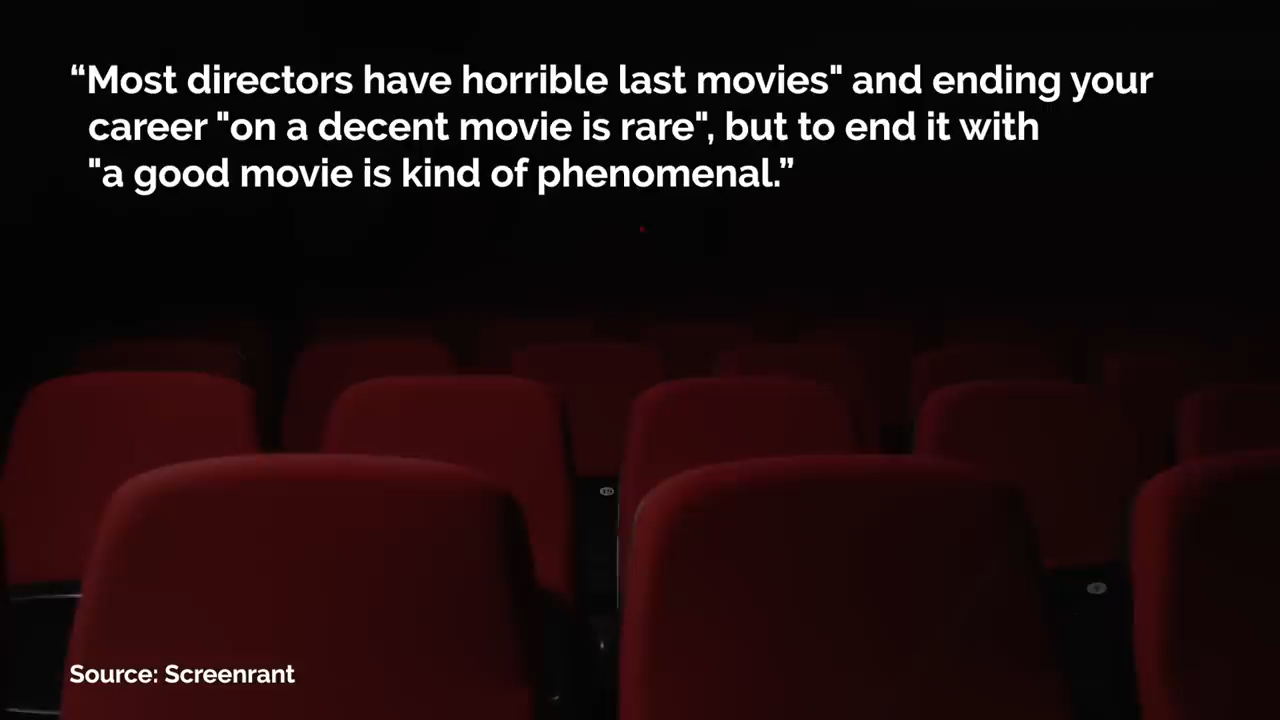 “Most directors have horrible last movies" and ending your
career "on a decent movie is rare", but to end it with
"a good movie is kind of phenomenal.”
Source: Screenrant